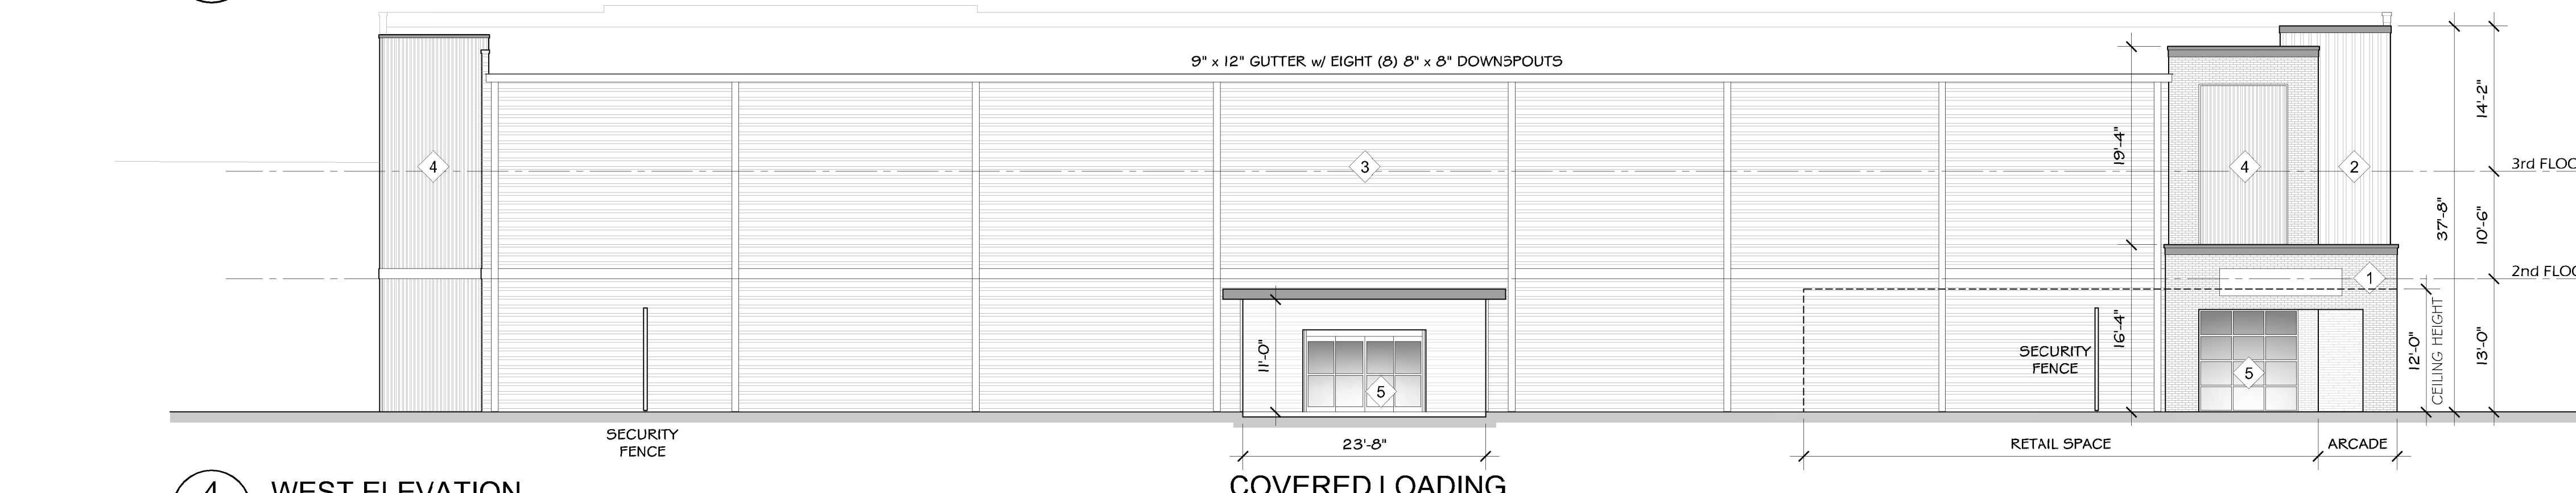 9" x 12" GUTTER w/ EIGHT (8) 8" x 8" DOWNSPOUTS
14'-2"
19'-4"
4
3
4
2
3rd FLOO
37'-8"
10'-6"
2nd FLOO
1
16'-4"
SECURITY
FENCE
11'-0"
5
5
12'-0"
CEILING HEIGHT
13'-0"
SECURITY
FENCE
23'-8"
RETAIL SPACE
ARCADE
4
WEST ELEVATION
COVERED LOADING